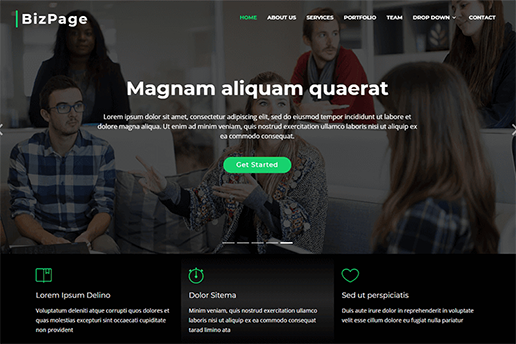 BizPage
HOME ABOUT US SERVICES PORTFOLIO TEAM DROP DOWN CONTACT
Magnam aliquam quaerat
Lorem ipsum dolor sit amet, consectetur adipiscing elit, sed do eiusmod tempor incididunt ut labore et
dolore magna aliqua. Ut enim ad minim veniam, quis nostrud exercitation ullamco laboris nisi ut aliquip ex
ea commodo consequat.
Get Started
Lorem Ipsum Delino
Voluptatum deleniti atque corrupti quos dolores et
quas molestias excepturi sint occaecati cupiditate
non provident
Dolor Sitema
Minim veniam, quis nostrud exercitation
ullamco laboris nisi ut aliquip ex ea commodo consequat
tarad limino ata
Sed ut perspiciatis
Duis aute irure dolor in reprehenderit in voluptate
velit esse cillum dolore eu fugiat nulla pariatur